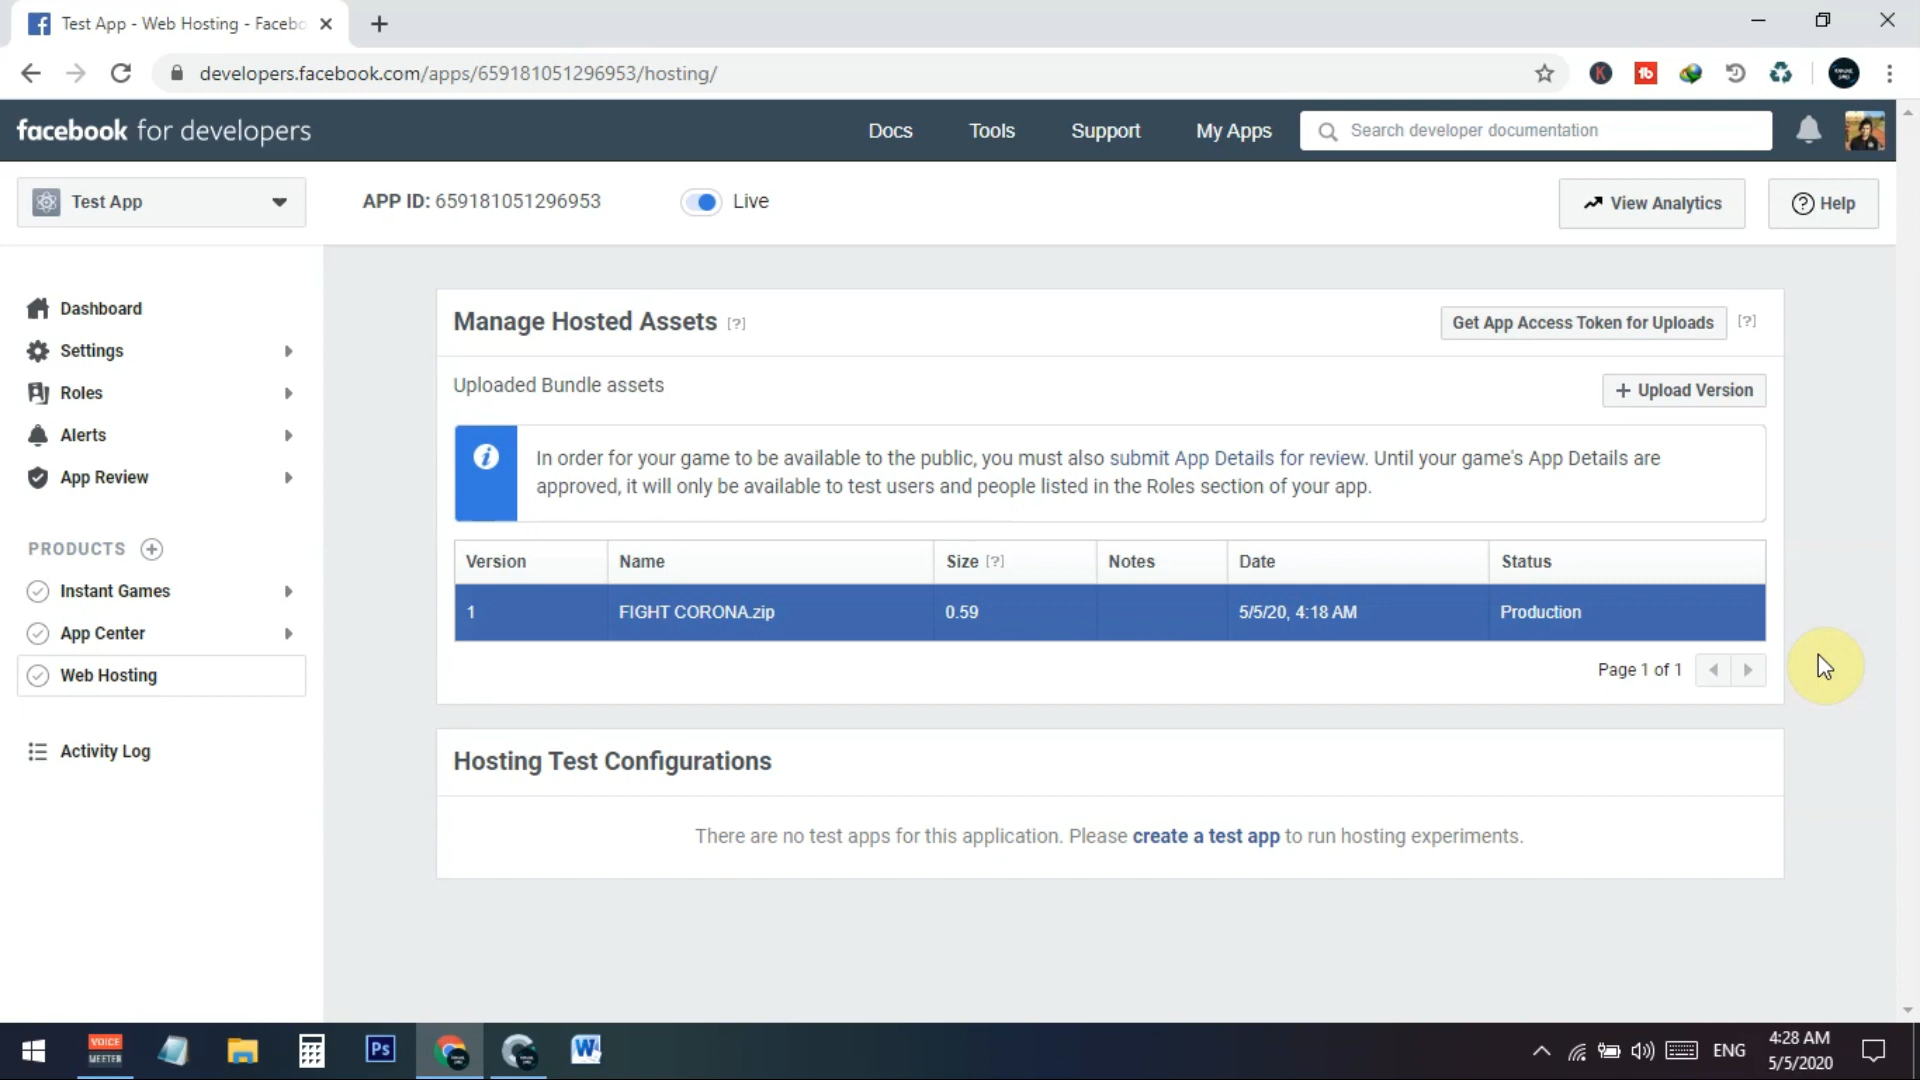 Test App - Web Hosting - Facebo
developers.facebook.com/apps/659181051296953/hosting/
facebook for developers
Docs
Tools
Support
My Apps
Search developer documentation
Test App
APP ID: 659181051296953
Live
View Analytics
Help
Dashboard
Settings
Roles
Alerts
App Review
PRODUCTS
Instant Games
App Center
Web Hosting
Activity Log
Manage Hosted Assets [?]
Get App Access Token for Uploads [?]
Uploaded Bundle assets
+ Upload Version
In order for your game to be available to the public, you must also submit App Details for review. Until your game's App Details are
approved, it will only be available to test users and people listed in the Roles section of your app.
Version Name Size [?] Notes Date Status
1 FIGHT CORONA.zip 0.59 5/5/20, 4:18 AM Production
Page 1 of 1
Hosting Test Configurations
There are no test apps for this application. Please create a test app to run hosting experiments.
VOICE
MEETER
Ps
W
ENG
4:28 AM
5/5/2020